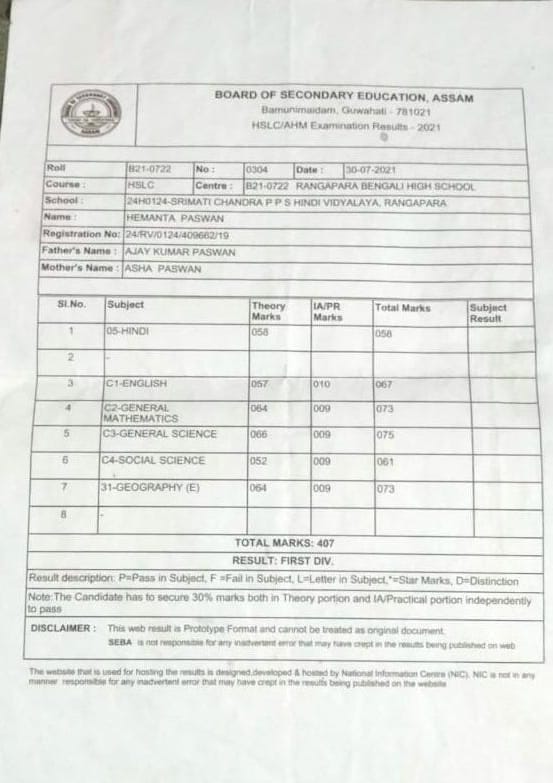 BOARD OF SECONDARY EDUCATION, ASSAM
Bamunimaidam, Guwahati - 781021
HSLC/AHM Examination Results - 2021
ASSAM
Roll B21-0722 No : 0304 Date : 30-07-2021
Course : HSLC Centre : B21-0722 RANGAPARA BENGALI HIGH SCHOOL
School : 24H0124-SRIMATI CHANDRA P P S HINDI VIDYALAYA, RANGAPARA
Name : HEMANTA PASWAN
Registration No: 24/RV/0124/409662/19
Father's Name : AJAY KUMAR PASWAN
Mother's Name : ASHA PASWAN
Sl.No. Subject Theory Marks IA/PR Marks Total Marks Subject Result
1 05-HINDI 058 058
2 -
3 C1-ENGLISH 057 010 067
4 C2-GENERAL MATHEMATICS 064 009 073
5 C3-GENERAL SCIENCE 066 009 075
6 C4-SOCIAL SCIENCE 052 009 061
7 31-GEOGRAPHY (E) 064 009 073
8 -
TOTAL MARKS: 407
RESULT: FIRST DIV.
Result description: P=Pass in Subject, F =Fail in Subject, L=Letter in Subject,*=Star Marks, D=Distinction
Note:The Candidate has to secure 30% marks both in Theory portion and IA/Practical portion independently
to pass
DISCLAIMER : This web result is Prototype Format and cannot be treated as original document.
SEBA is not responsible for any inadvertent error that may have crept in the results being published on web
The website that is used for hosting the results is designed,developed & hosted by National Information Centre (NIC). NIC is not in any
manner responsible for any inadvertent error that may have crept in the results being published on the website